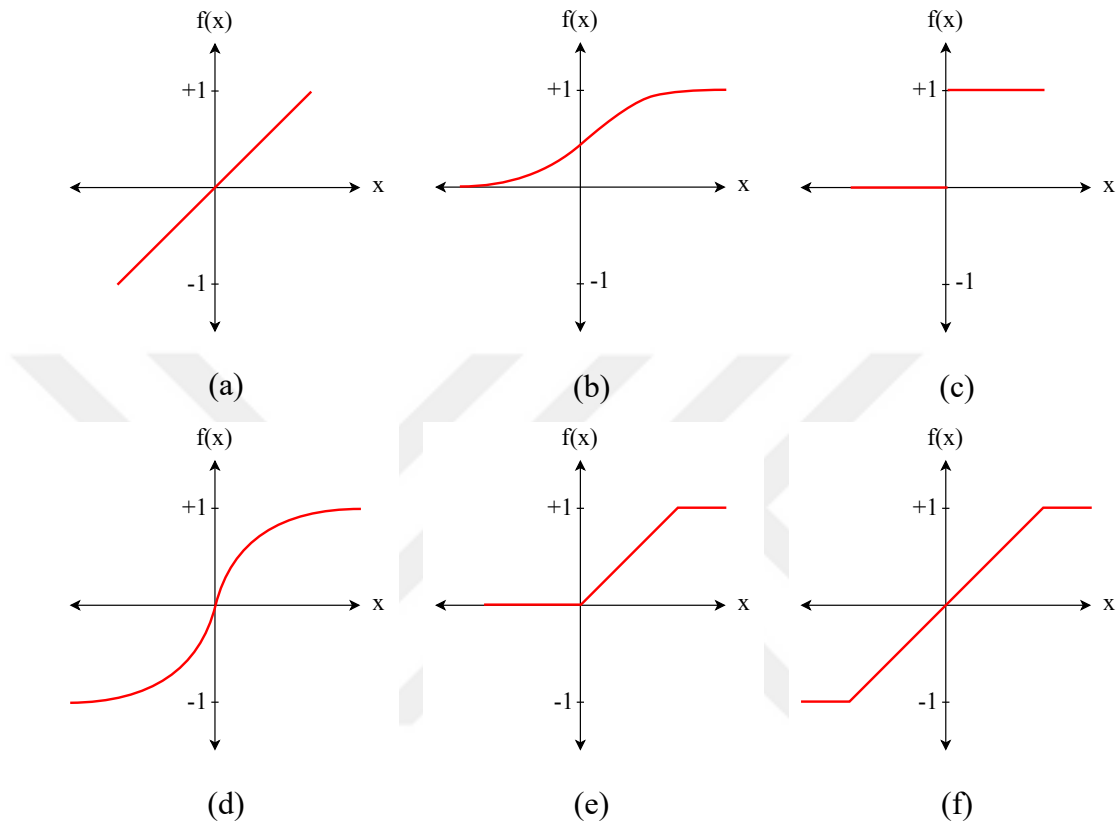 f(x) f(x) f(x)
+1 +1 +1
x x x
-1 -1 -1
(a) (b) (c)
f(x) f(x) f(x)
+1 +1 +1
x x x
-1 -1 -1
(d) (e) (f)